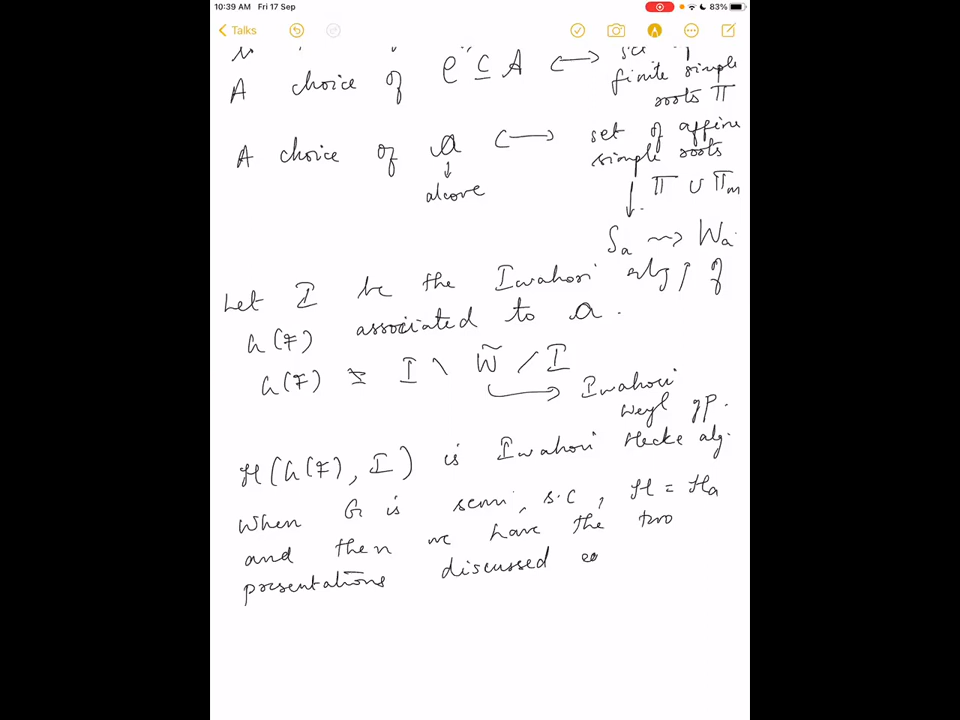 10:39 AM Fri 17 Sep
83%
Talks
A choice of 𝒞 ⊆ A ↔ finite simple roots Π
A choice of a ↔ set of affine simple roots
↓
alcove
↓ Π ∪ Π_m
S_a ⇝ W_a
Let I be the Iwahori subgp of
G(F) associated to a.
G(F) I \ W̃ / I
→ Iwahori
Weyl gp.
H(G(F), I) is Iwahori Hecke alg.
When G is semi, s.c, H = H_a
and then we have the two
presentations discussed